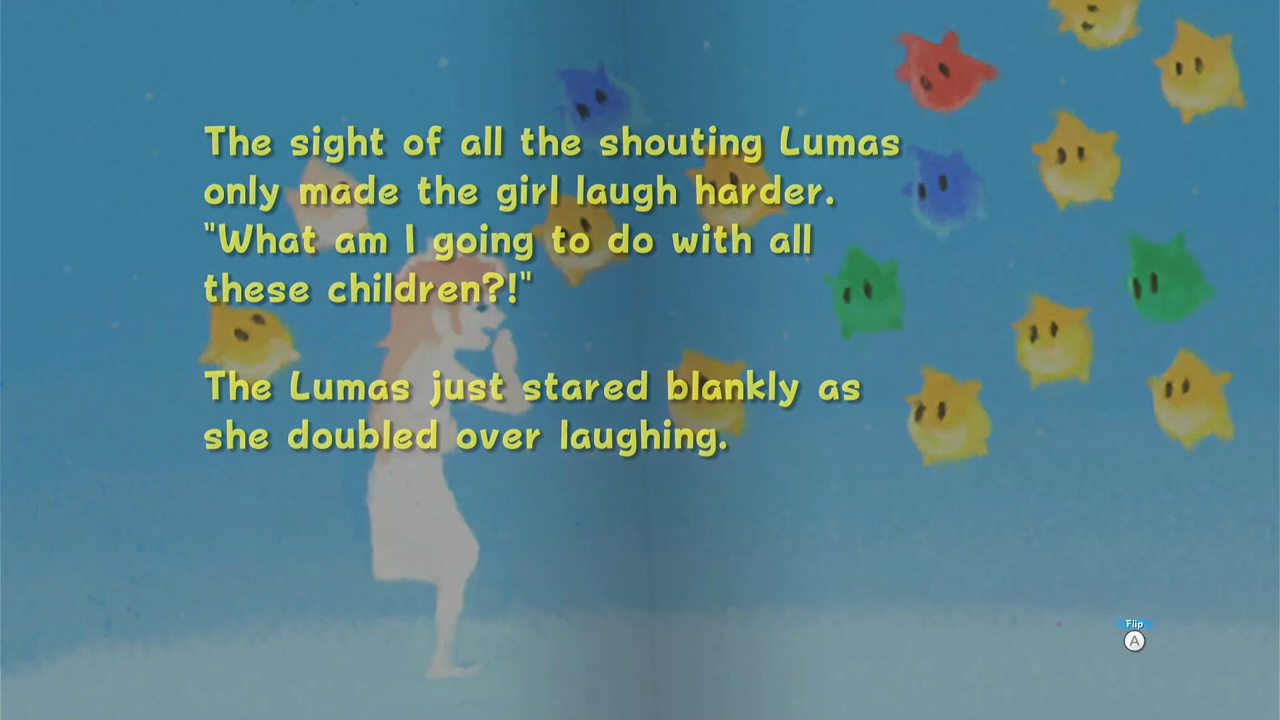 The sight of all the shouting Lumas
only made the girl laugh harder.
"What am I going to do with all
these children?!"
The Lumas just stared blankly as
she doubled over laughing.
Flip
A